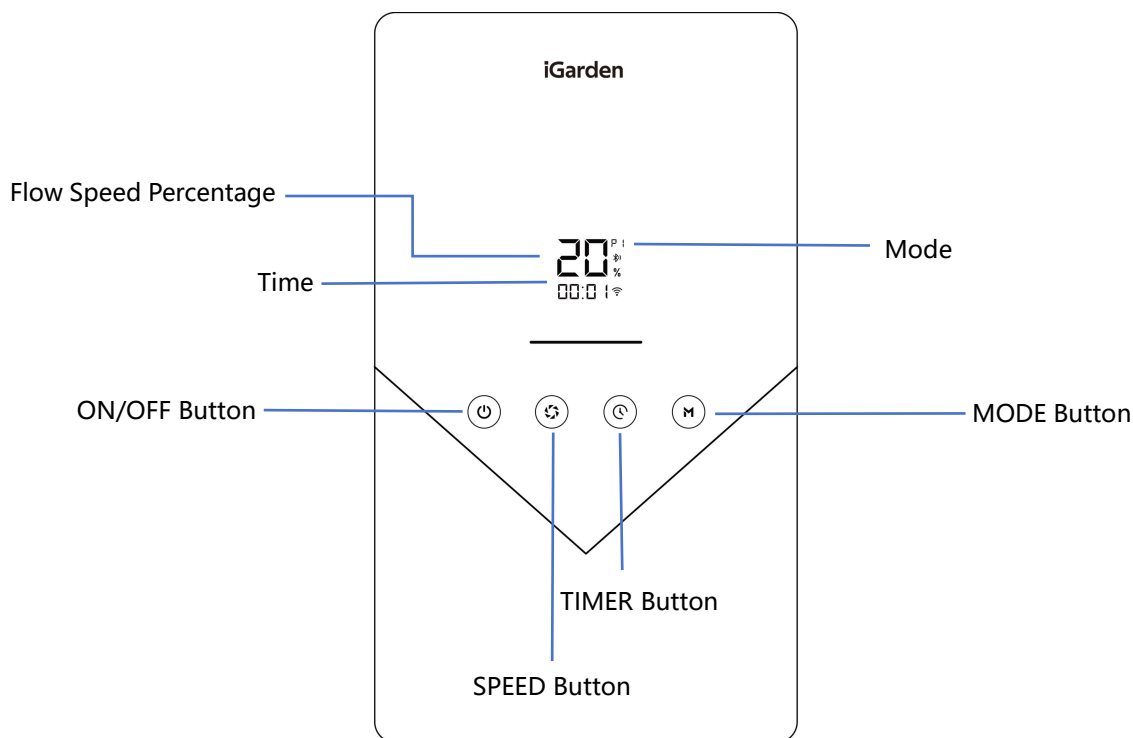 iGarden
Flow Speed Percentage
20
P1
%
Mode
Time
00:01
ON/OFF Button
M
MODE Button
TIMER Button
SPEED Button